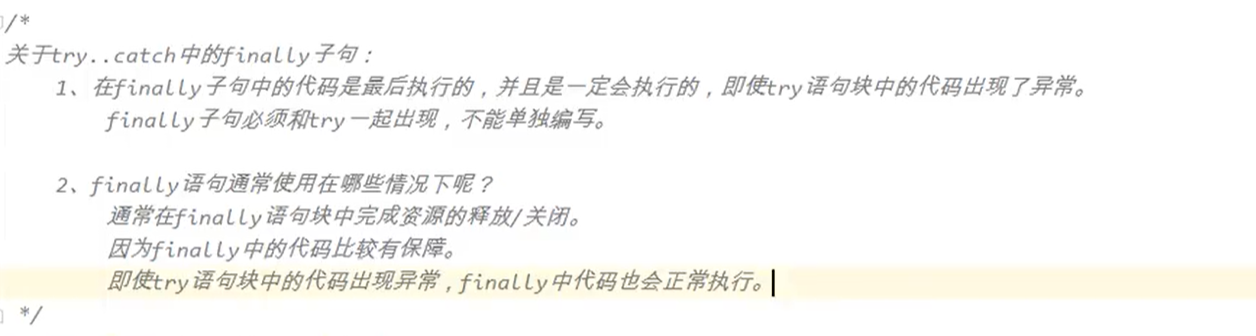 /*
关于try..catch中的finally子句：
1、在finally子句中的代码是最后执行的，并且是一定会执行的，即使try语句块中的代码出现了异常。
finally子句必须和try一起出现，不能单独编写。
2、finally语句通常使用在哪些情况下呢？
通常在finally语句块中完成资源的释放/关闭。
因为finally中的代码比较有保障。
即使try语句块中的代码出现异常，finally中代码也会正常执行。
*/